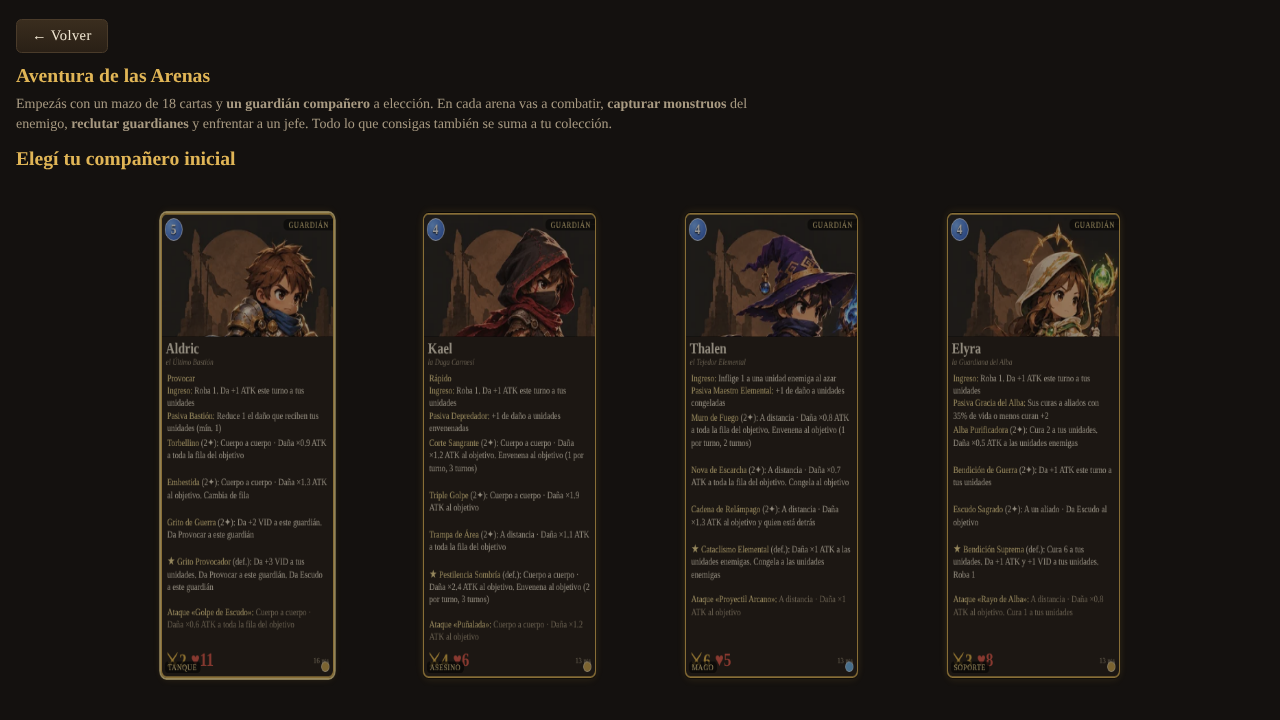 ← Volver
Aventura de las Arenas
Empezás con un mazo de 18 cartas y un guardián compañero a elección. En cada arena vas a combatir, capturar monstruos del
enemigo, reclutar guardianes y enfrentar a un jefe. Todo lo que consigas también se suma a tu colección.
Elegí tu compañero inicial
5
GUARDIÁN
Aldric
el Último Bastión
Provocar
Ingreso: Roba 1. Da +1 ATK este turno a tus
unidades
Pasiva Bastión: Reduce 1 el daño que reciben tus
unidades (mín. 1)
Torbellino (2✦): Cuerpo a cuerpo · Daña ×0.9 ATK
a toda la fila del objetivo
Embestida (2✦): Cuerpo a cuerpo · Daña ×1.3 ATK
al objetivo. Cambia de fila
Grito de Guerra (2✦): Da +2 VID a este guardián.
Da Provocar a este guardián
★ Grito Provocador (def.): Da +3 VID a tus
unidades. Da Provocar a este guardián. Da Escudo
a este guardián
Ataque «Golpe de Escudo»: Cuerpo a cuerpo ·
Daña ×0.6 ATK a toda la fila del objetivo
♥11
16
TANQUE
4
GUARDIÁN
Kael
la Daga Carmesí
Rápido
Ingreso: Roba 1. Da +1 ATK este turno a tus
unidades
Pasiva Depredador: +1 de daño a unidades
envenenadas
Corte Sangrante (2✦): Cuerpo a cuerpo · Daña
×1.2 ATK al objetivo. Envenena al objetivo (1 por
turno, 3 turnos)
Triple Golpe (2✦): Cuerpo a cuerpo · Daña ×1.9
ATK al objetivo
Trampa de Área (2✦): A distancia · Daña ×1.1 ATK
a toda la fila del objetivo
★ Pestilencia Sombría (def.): Cuerpo a cuerpo ·
Daña ×2.4 ATK al objetivo. Envenena al objetivo (2
por turno, 3 turnos)
Ataque «Puñalada»: Cuerpo a cuerpo · Daña ×1.2
ATK al objetivo
4 ♥6
13
ASESINO
4
GUARDIÁN
Thalen
el Tejedor Elemental
Ingreso: Inflige 1 a una unidad enemiga al azar
Pasiva Maestro Elemental: +1 de daño a unidades
congeladas
Muro de Fuego (2✦): A distancia · Daña ×0.8 ATK
a toda la fila del objetivo. Envenena al objetivo (1
por turno, 2 turnos)
Nova de Escarcha (2✦): A distancia · Daña ×0.7
ATK a toda la fila del objetivo. Congela al objetivo
Cadena de Relámpago (2✦): A distancia · Daña
×1.3 ATK al objetivo y quien está detrás
★ Cataclismo Elemental (def.): Daña ×1 ATK a las
unidades enemigas. Congela a las unidades
enemigas
Ataque «Proyectil Arcano»: A distancia · Daña ×1
ATK al objetivo
6 ♥5
13
MAGO
4
GUARDIÁN
Elyra
la Guardiana del Alba
Ingreso: Roba 1. Da +1 ATK este turno a tus
unidades
Pasiva Gracia del Alba: Sus curas a aliados con
35% de vida o menos curan +2
Alba Purificadora (2✦): Cura 2 a tus unidades.
Daña ×0.5 ATK a las unidades enemigas
Bendición de Guerra (2✦): Da +1 ATK este turno a
tus unidades
Escudo Sagrado (2✦): A un aliado · Da Escudo al
objetivo
★ Bendición Suprema (def.): Cura 6 a tus
unidades. Da +1 ATK y +1 VID a tus unidades.
Roba 1
Ataque «Rayo de Alba»: A distancia · Daña ×0.8
ATK al objetivo. Cura 1 a tus unidades
♥8
13
SOPORTE